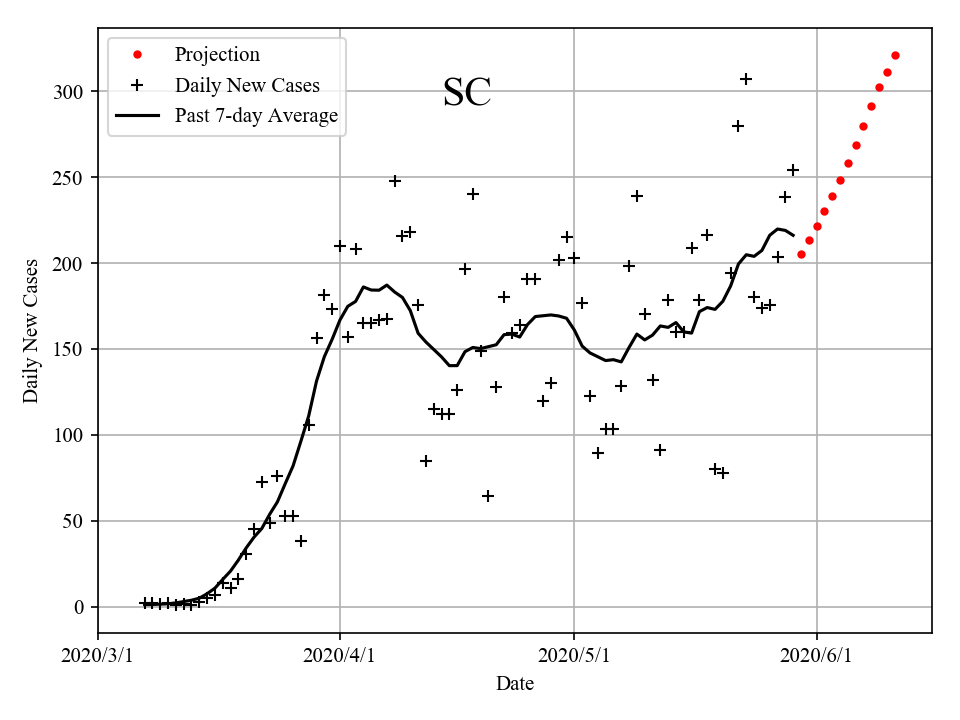 SC
Projection
Daily New Cases
Past 7-day Average
300
250
200
150
100
50
0
Daily New Cases
2020/3/1
2020/4/1
2020/5/1
2020/6/1
Date